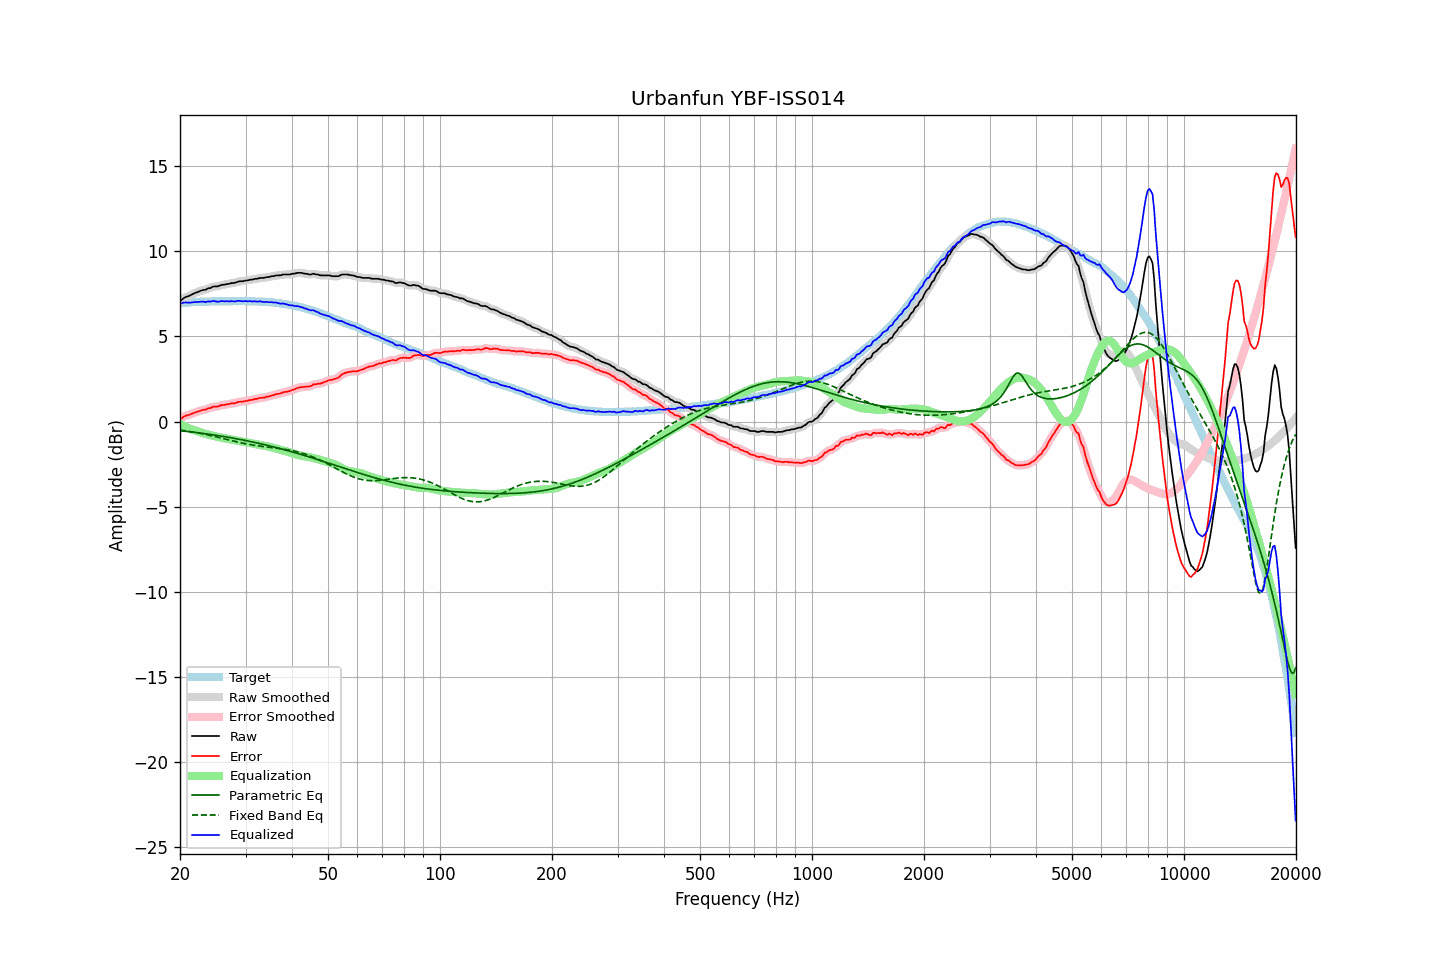 Urbanfun YBF-ISS014
Amplitude (dBr)
15
10
5
0
−5
−10
−15
−20
−25
Target
Raw Smoothed
Error Smoothed
Raw
Error
Equalization
Parametric Eq
Fixed Band Eq
Equalized
20 50 100 200 500 1000 2000 5000 10000 20000
Frequency (Hz)